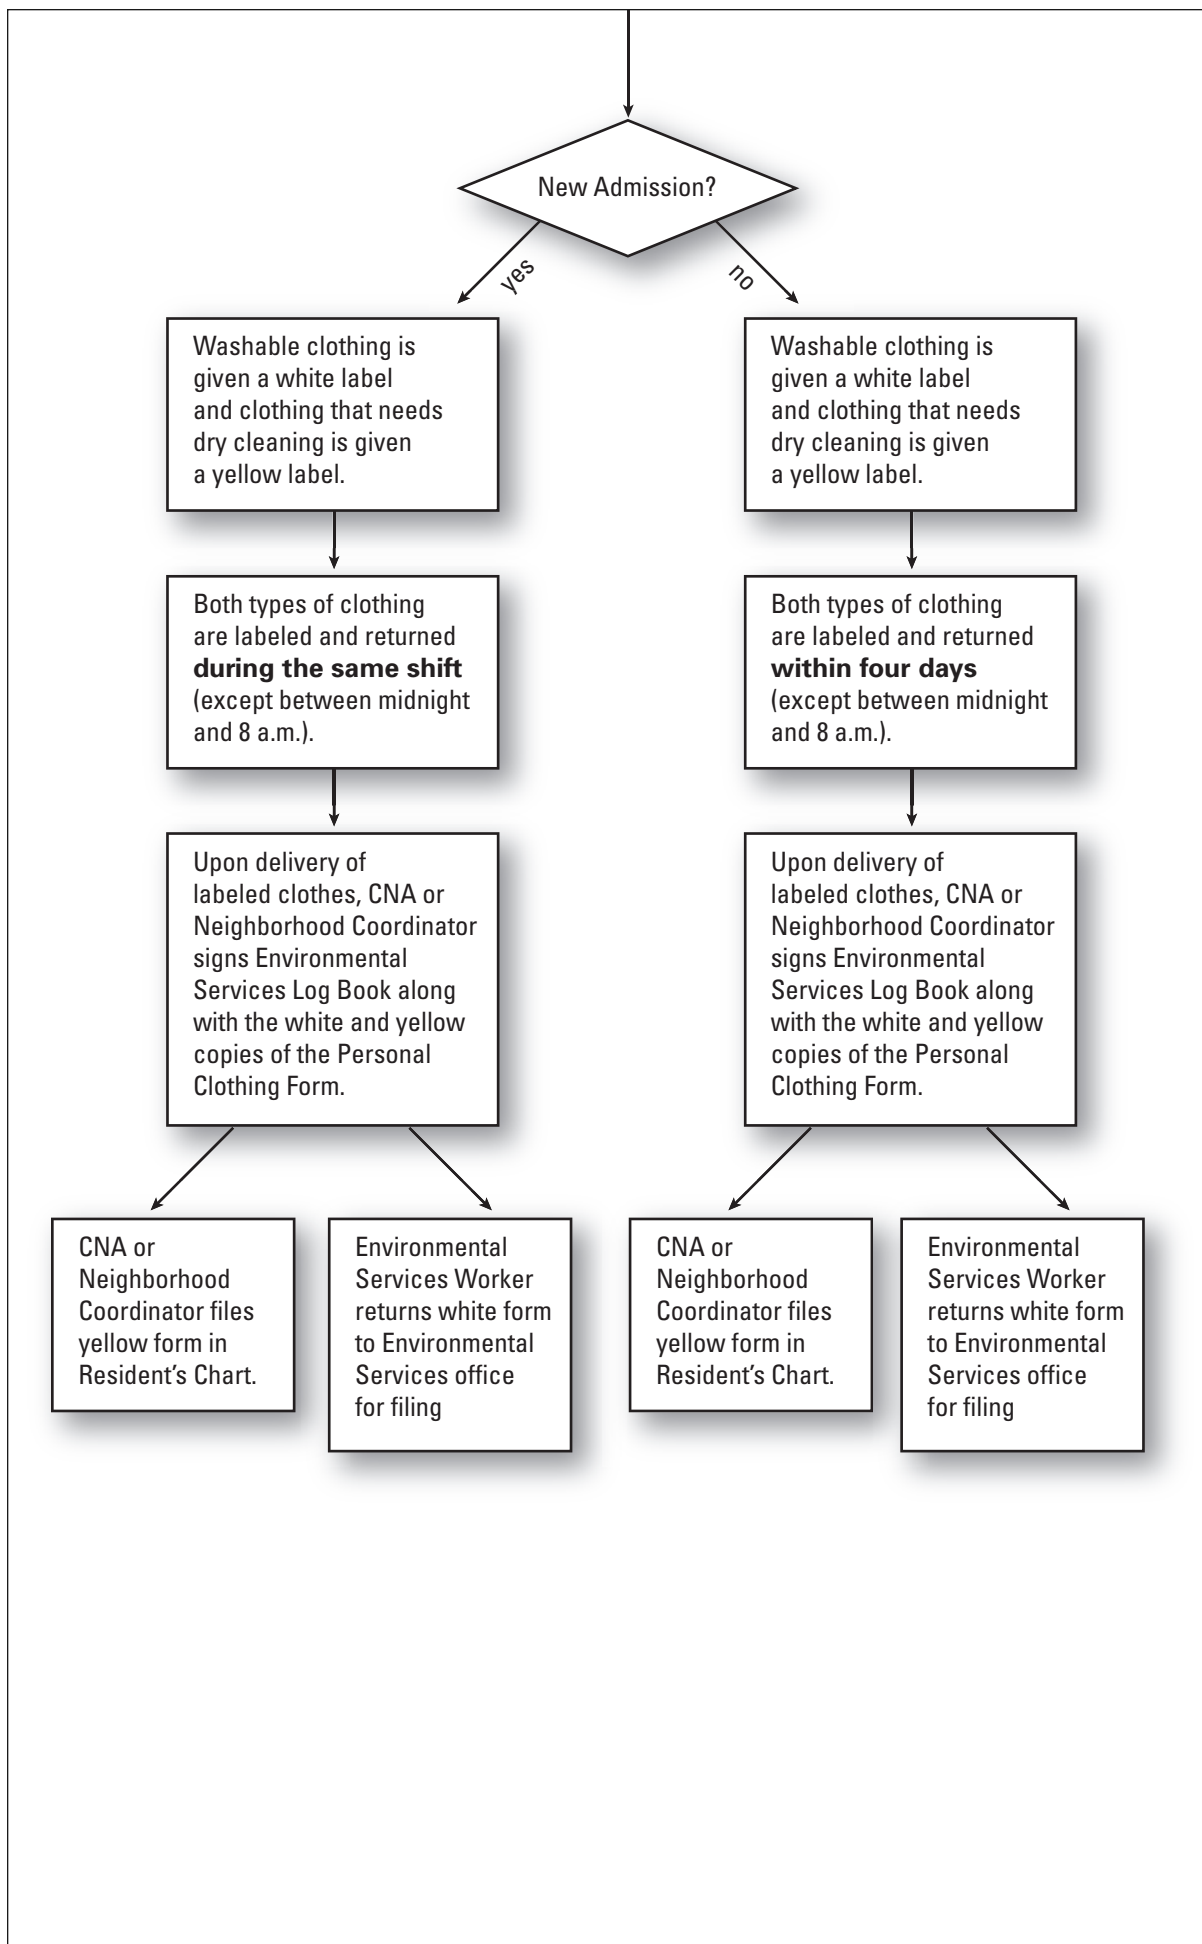 New Admission?
yes
no
Washable clothing is
given a white label
and clothing that needs
dry cleaning is given
a yellow label.
Washable clothing is
given a white label
and clothing that needs
dry cleaning is given
a yellow label.
Both types of clothing
are labeled and returned
during the same shift
(except between midnight
and 8 a.m.).
Both types of clothing
are labeled and returned
within four days
(except between midnight
and 8 a.m.).
Upon delivery of
labeled clothes, CNA or
Neighborhood Coordinator
signs Environmental
Services Log Book along
with the white and yellow
copies of the Personal
Clothing Form.
Upon delivery of
labeled clothes, CNA or
Neighborhood Coordinator
signs Environmental
Services Log Book along
with the white and yellow
copies of the Personal
Clothing Form.
CNA or
Neighborhood
Coordinator files
yellow form in
Resident’s Chart.
Environmental
Services Worker
returns white form
to Environmental
Services office
for filing
CNA or
Neighborhood
Coordinator files
yellow form in
Resident’s Chart.
Environmental
Services Worker
returns white form
to Environmental
Services office
for filing